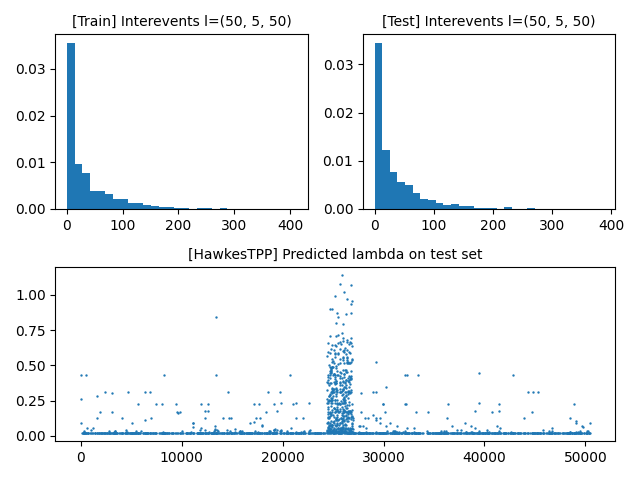 [Train] Interevents l=(50, 5, 50)
[Test] Interevents l=(50, 5, 50)
0.03
0.02
0.01
0.00
0 100 200 300 400
0.03
0.02
0.01
0.00
0 100 200 300 400
[HawkesTPP] Predicted lambda on test set
1.00
0.75
0.50
0.25
0.00
0 10000 20000 30000 40000 50000